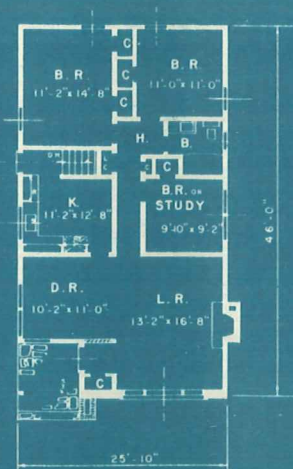 C
B. R.
11'-2" x 14'-8"
C
C
B. R.
11'-0" x 11'-0"
H.
B.
C
C
K.
11'-2" x 12'-8"
B.R. OR
STUDY
9'-10" x 9'-2"
46'-0"
D. R.
10'-2" x 11'-0"
L. R.
13'-2" x 16'-8"
C
25'-10"